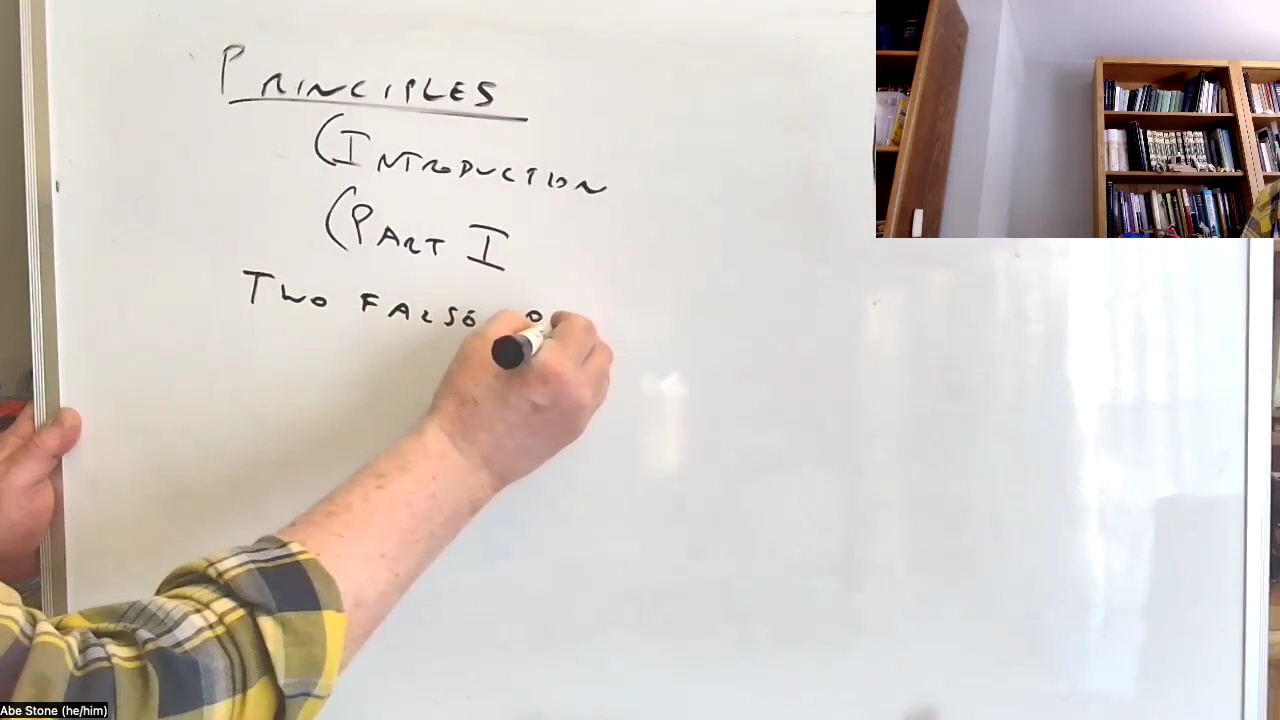 PRINCIPLES
(INTRODUCTION
(PART I
TWO FALSE
Abe Stone (he/him)